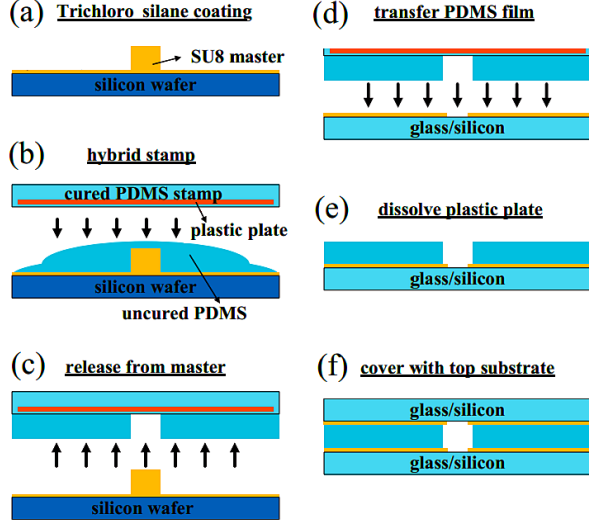 (a) Trichloro silane coating
SU8 master
silicon wafer
(b) hybrid stamp
cured PDMS stamp
plastic plate
silicon wafer
uncured PDMS
(c) release from master
silicon wafer
(d) transfer PDMS film
glass/silicon
(e) dissolve plastic plate
glass/silicon
(f) cover with top substrate
glass/silicon
glass/silicon